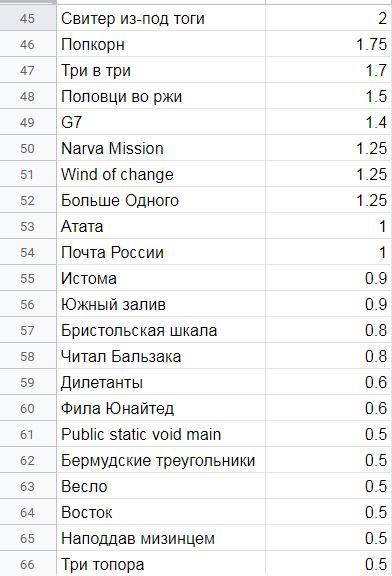 45 Свитер из-под тоги 2
46 Попкорн 1.75
47 Три в три 1.7
48 Половци во ржи 1.5
49 G7 1.4
50 Narva Mission 1.25
51 Wind of change 1.25
52 Больше Одного 1.25
53 Атата 1
54 Почта России 1
55 Истома 0.9
56 Южный залив 0.9
57 Бристольская шкала 0.8
58 Читал Бальзака 0.8
59 Дилетанты 0.6
60 Фила Юнайтед 0.6
61 Public static void main 0.5
62 Бермудские треугольники 0.5
63 Весло 0.5
64 Восток 0.5
65 Наподдав мизинцем 0.5
66 Три топора 0.5